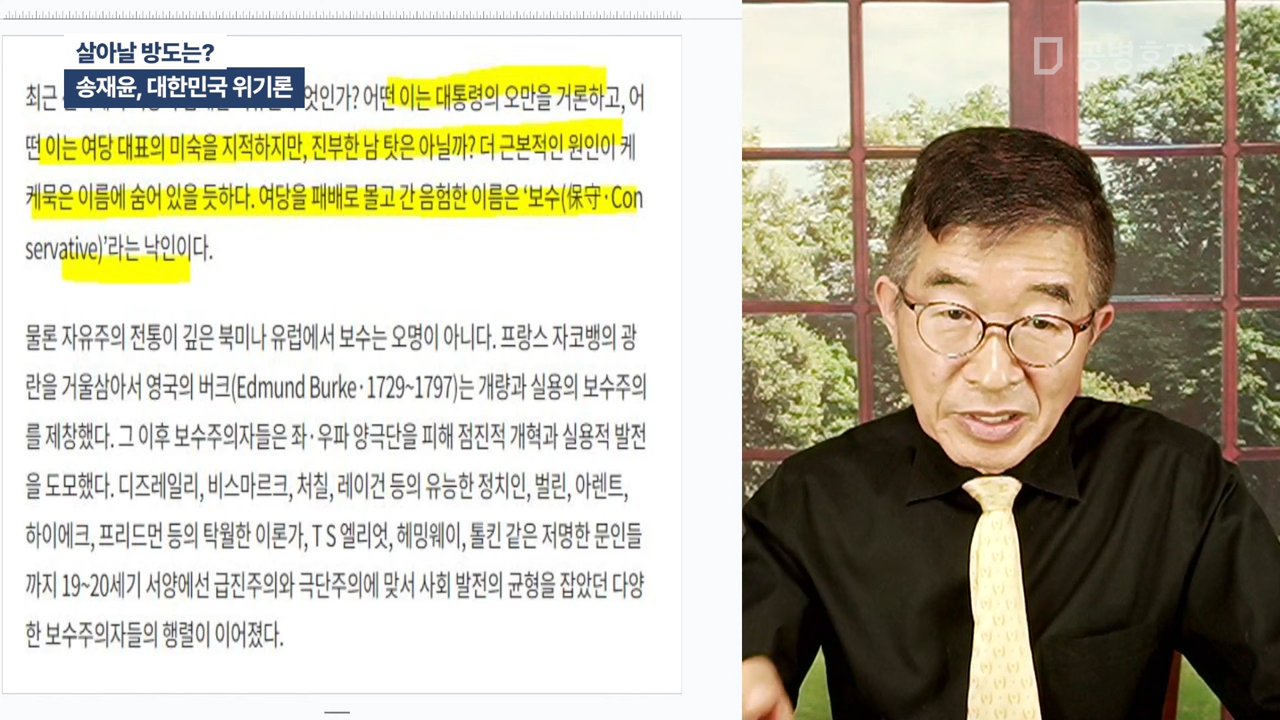 살아날 방도는?
송재윤, 대한민국 위기론
공병호TV
최근 엇인가? 어떤 이는 대통령의 오만을 거론하고, 어
떤 이는 여당 대표의 미숙을 지적하지만, 진부한 남 탓은 아닐까? 더 근본적인 원인이 케
케묵은 이름에 숨어 있을 듯하다. 여당을 패배로 몰고 간 음험한 이름은 ‘보수(保守·Con
servative)’라는 낙인이다.
물론 자유주의 전통이 깊은 북미나 유럽에서 보수는 오명이 아니다. 프랑스 자코뱅의 광
란을 거울삼아서 영국의 버크(Edmund Burke·1729~1797)는 개량과 실용의 보수주의
를 제창했다. 그 이후 보수주의자들은 좌·우파 양극단을 피해 점진적 개혁과 실용적 발전
을 도모했다. 디즈레일리, 비스마르크, 처칠, 레이건 등의 유능한 정치인, 벌린, 아렌트,
하이에크, 프리드먼 등의 탁월한 이론가, T S 엘리엇, 헤밍웨이, 톨킨 같은 저명한 문인들
까지 19~20세기 서양에선 급진주의와 극단주의에 맞서 사회 발전의 균형을 잡았던 다양
한 보수주의자들의 행렬이 이어졌다.